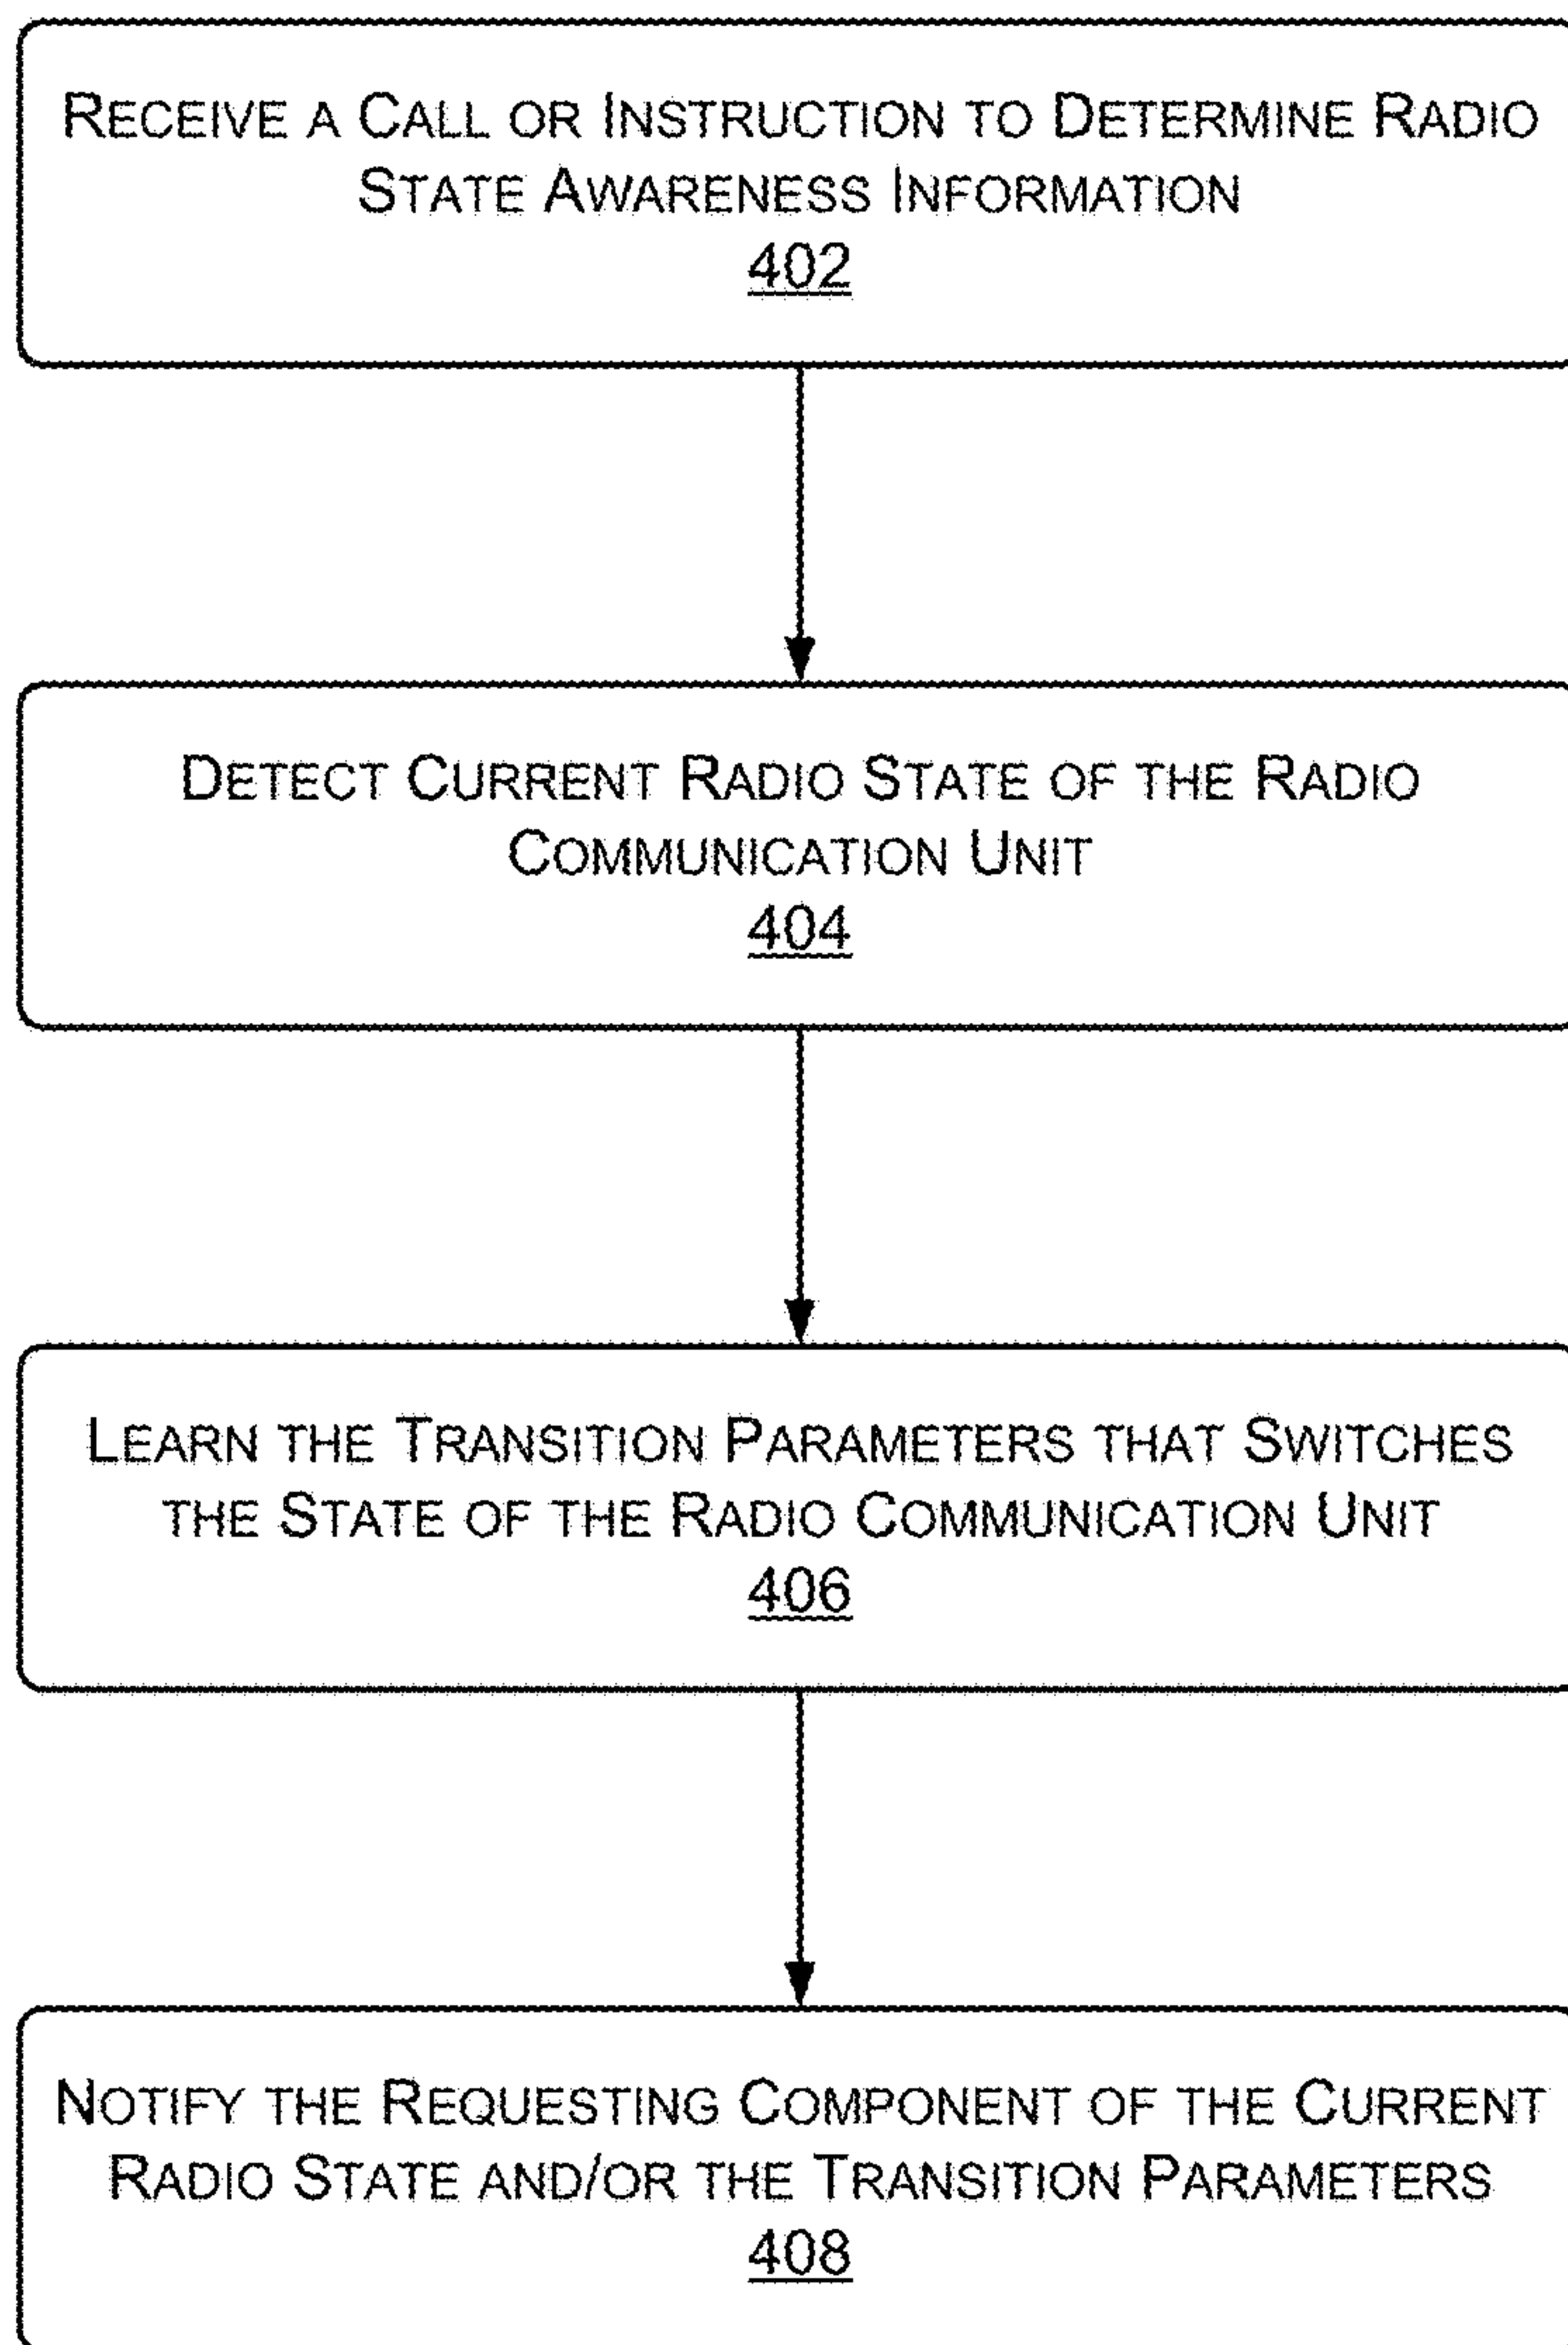 RECEIVE A CALL OR INSTRUCTION TO DETERMINE RADIO
STATE AWARENESS INFORMATION
402
DETECT CURRENT RADIO STATE OF THE RADIO
COMMUNICATION UNIT
404
LEARN THE TRANSITION PARAMETERS THAT SWITCHES
THE STATE OF THE RADIO COMMUNICATION UNIT
406
NOTIFY THE REQUESTING COMPONENT OF THE CURRENT
RADIO STATE AND/OR THE TRANSITION PARAMETERS
408